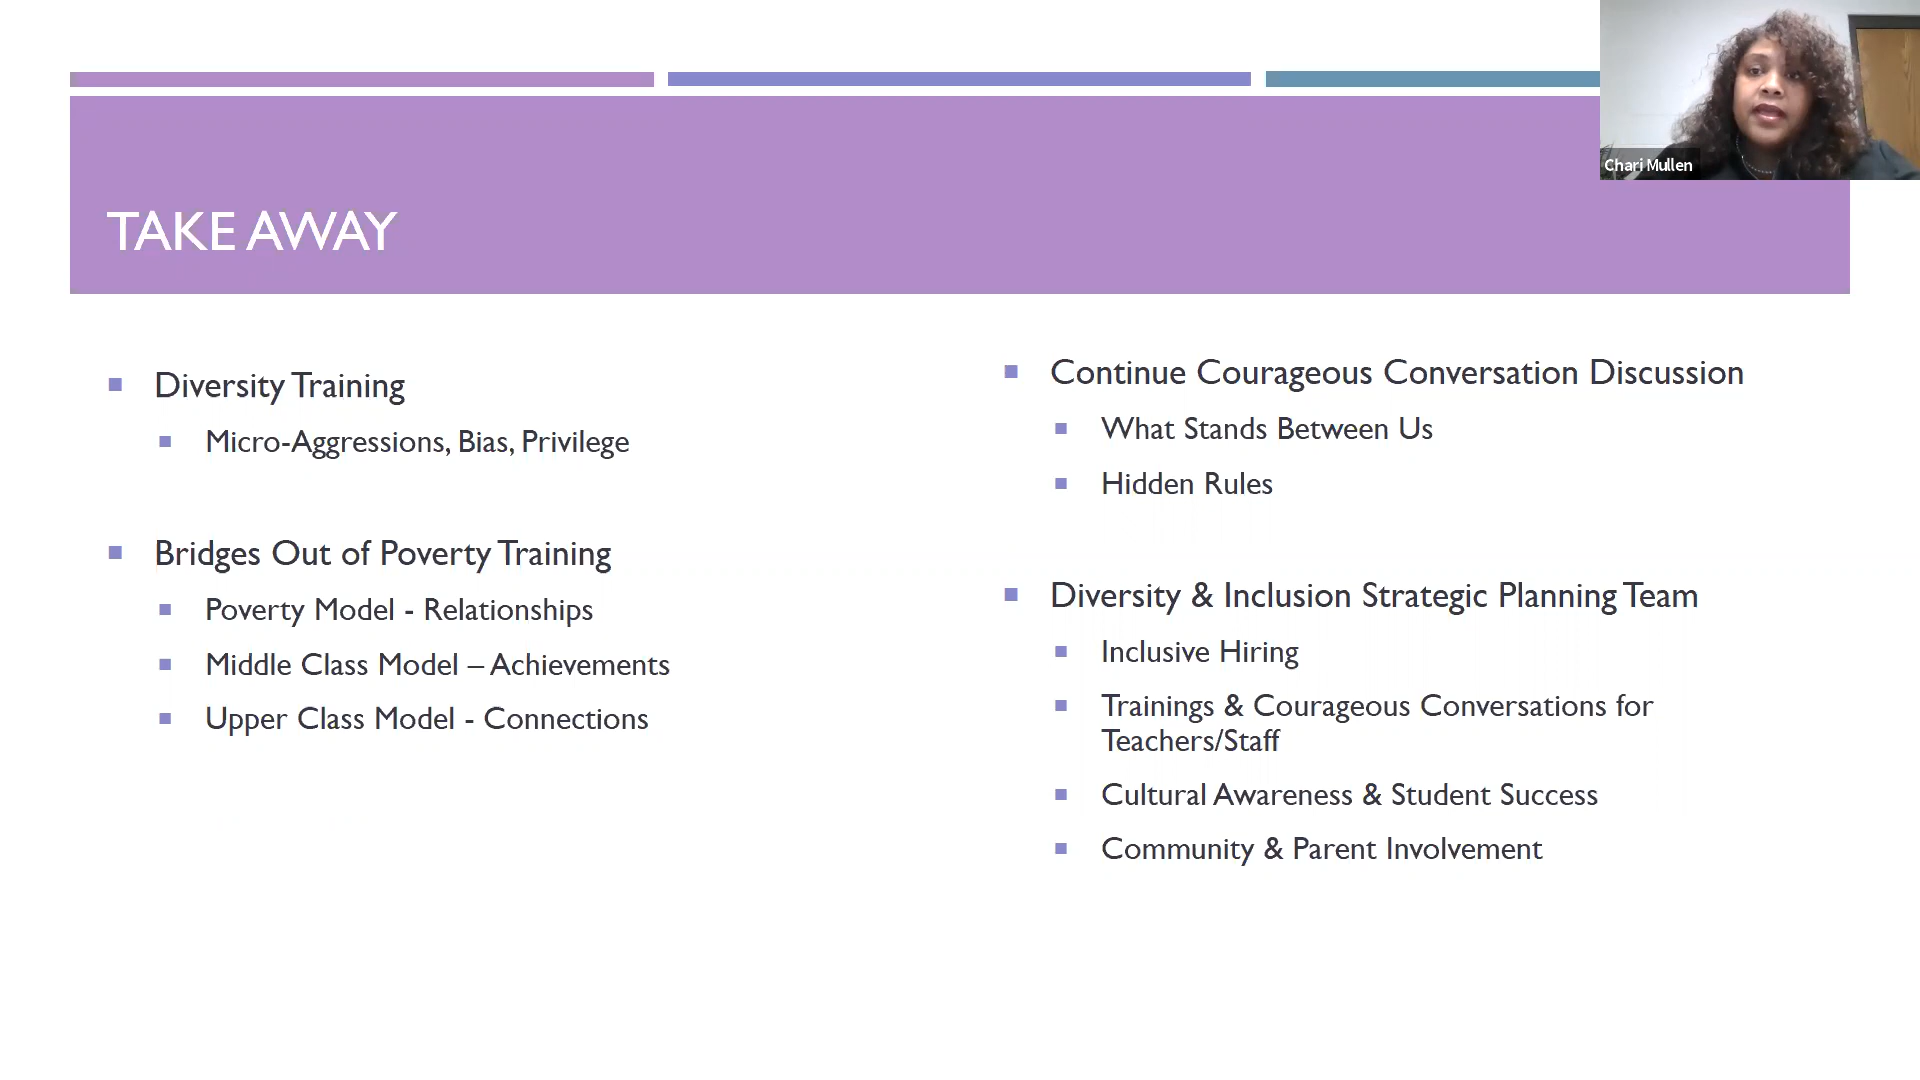 Chari Mullen
TAKE AWAY
Diversity Training
Micro-Aggressions, Bias, Privilege
Bridges Out of Poverty Training
Poverty Model - Relationships
Middle Class Model – Achievements
Upper Class Model - Connections
Continue Courageous Conversation Discussion
What Stands Between Us
Hidden Rules
Diversity & Inclusion Strategic Planning Team
Inclusive Hiring
Trainings & Courageous Conversations for
Teachers/Staff
Cultural Awareness & Student Success
Community & Parent Involvement